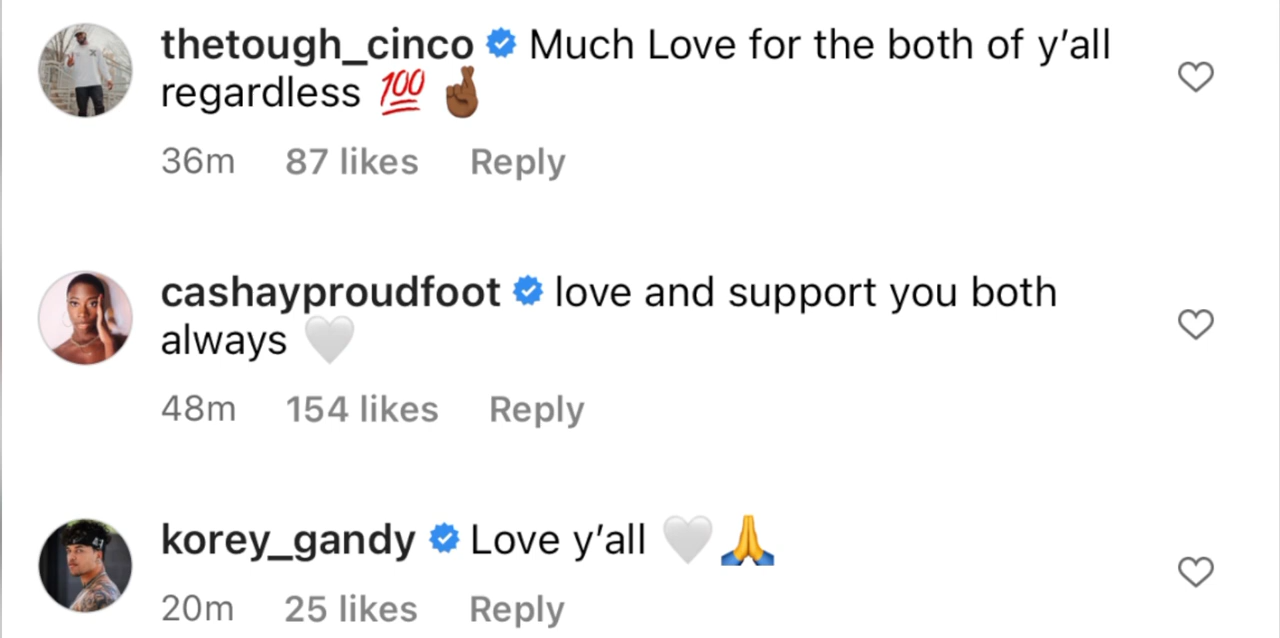 thetough_cinco Much Love for the both of y’all
regardless 💯 🤞🏾
36m 87 likes Reply
cashayproudfoot love and support you both
always 🤍
48m 154 likes Reply
korey_gandy Love y’all 🤍🙏
20m 25 likes Reply